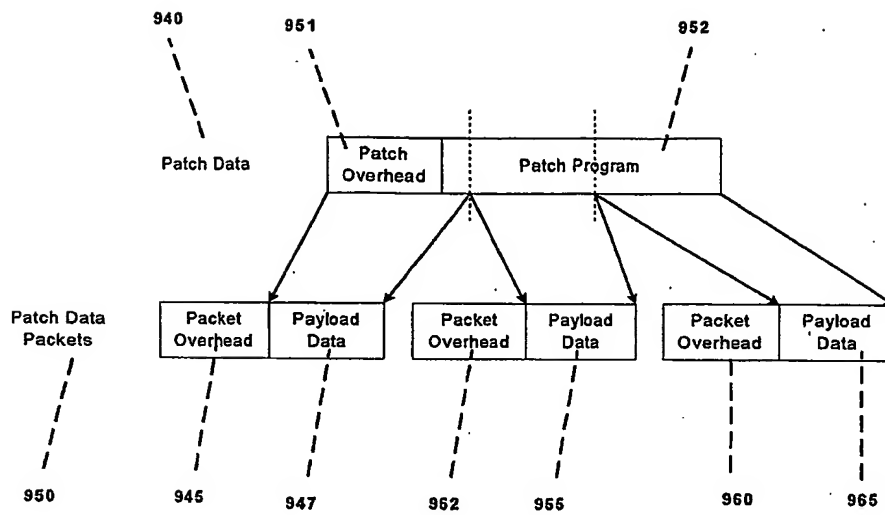 940
951
952
Patch Data
Patch
Overhead
Patch Program
Patch Data
Packets
Packet
Overhead
Payload
Data
Packet
Overhead
Payload
Data
Packet
Overhead
Payload
Data
950
945
947
952
955
960
965